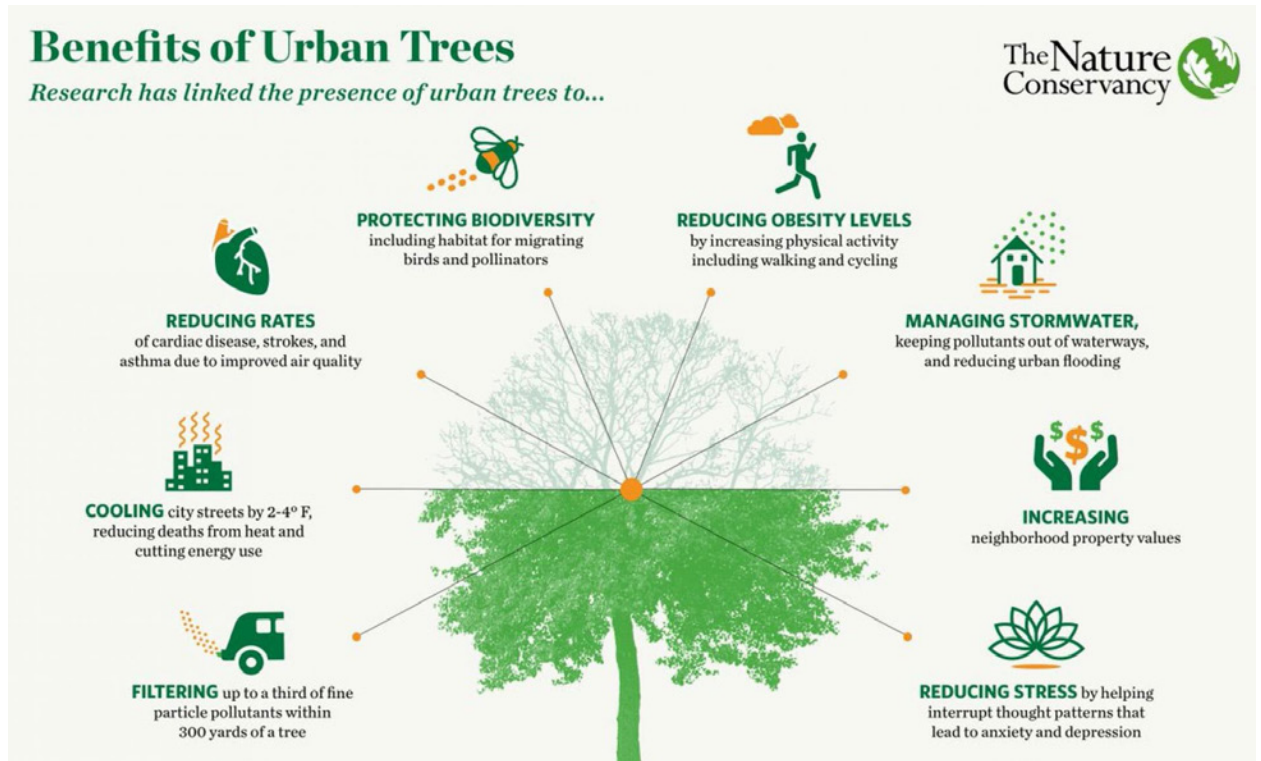 Benefits of Urban Trees
Research has linked the presence of urban trees to...
The Nature
Conservancy
PROTECTING BIODIVERSITY
including habitat for migrating
birds and pollinators
REDUCING OBESITY LEVELS
by increasing physical activity
including walking and cycling
REDUCING RATES
of cardiac disease, strokes, and
asthma due to improved air quality
MANAGING STORMWATER,
keeping pollutants out of waterways,
and reducing urban flooding
COOLING city streets by 2-4º F,
reducing deaths from heat and
cutting energy use
$ $ $
INCREASING
neighborhood property values
FILTERING up to a third of fine
particle pollutants within
300 yards of a tree
REDUCING STRESS by helping
interrupt thought patterns that
lead to anxiety and depression